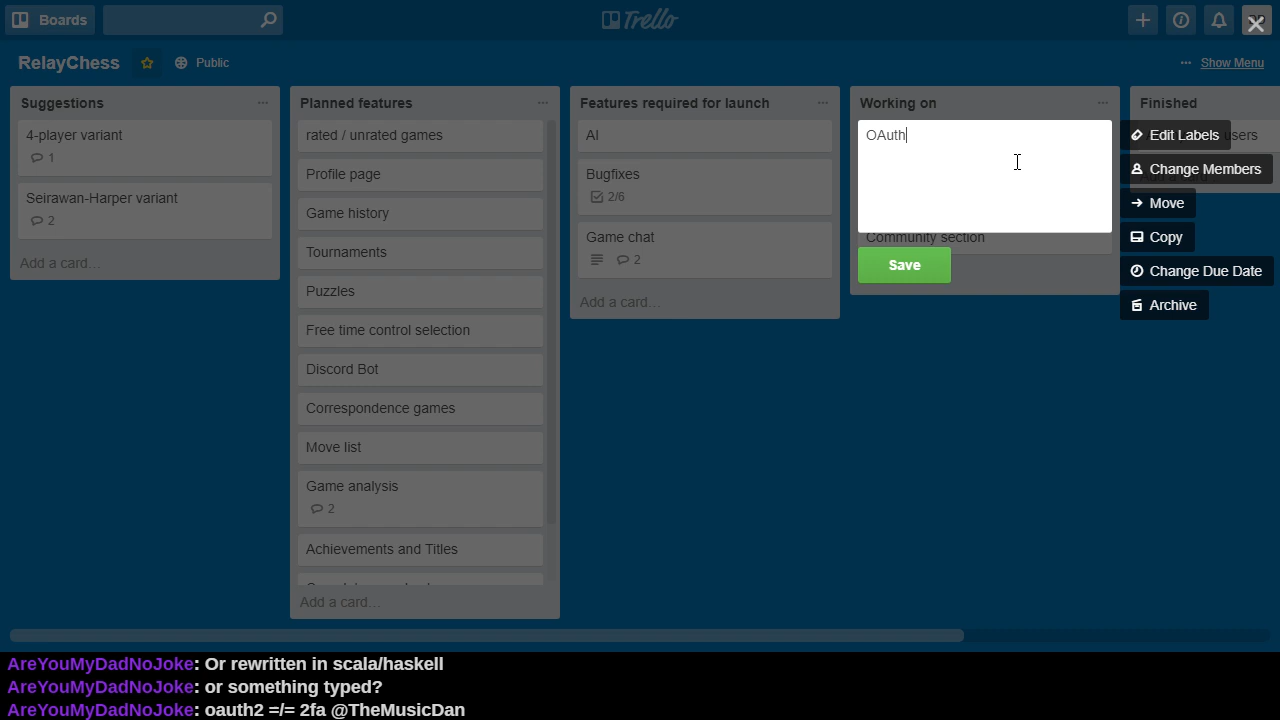 Boards
Trello
RelayChess
Public
Show Menu
Suggestions
4-player variant
1
Seirawan-Harper variant
2
Add a card…
Planned features
rated / unrated games
Profile page
Game history
Tournaments
Puzzles
Free time control selection
Discord Bot
Correspondence games
Move list
Game analysis
2
Achievements and Titles
Add a card…
Features required for launch
AI
Bugfixes
2/6
Game chat
2
Add a card…
Working on
OAuth
Community section
Save
Finished
users
Edit Labels
Change Members
Move
Copy
Change Due Date
Archive
AreYouMyDadNoJoke: Or rewritten in scala/haskell
AreYouMyDadNoJoke: or something typed?
AreYouMyDadNoJoke: oauth2 =/= 2fa @TheMusicDan